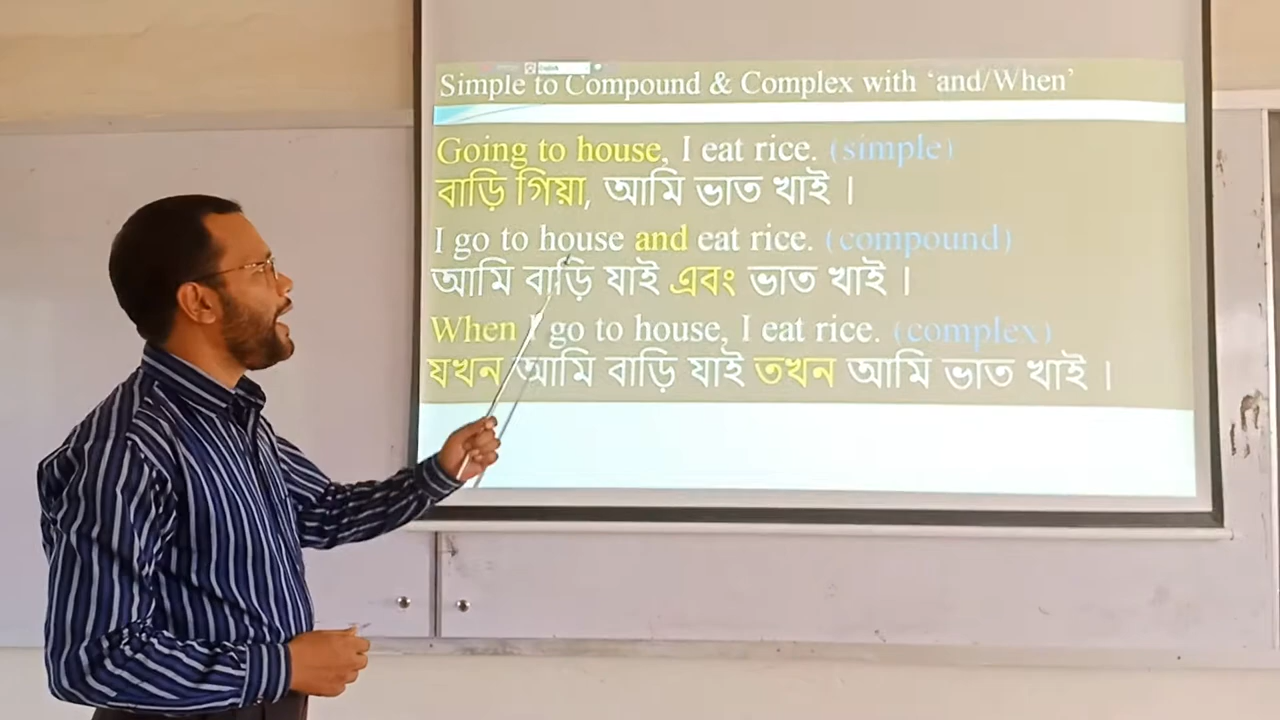 Simple to Compound & Complex with ‘and/When’
Going to house, I eat rice. (simple)
বাড়ি গিয়া, আমি ভাত খাই ।
I go to house and eat rice. (compound)
আমি বাড়ি যাই এবং ভাত খাই ।
When I go to house, I eat rice. (complex)
যখন আমি বাড়ি যাই তখন আমি ভাত খাই ।